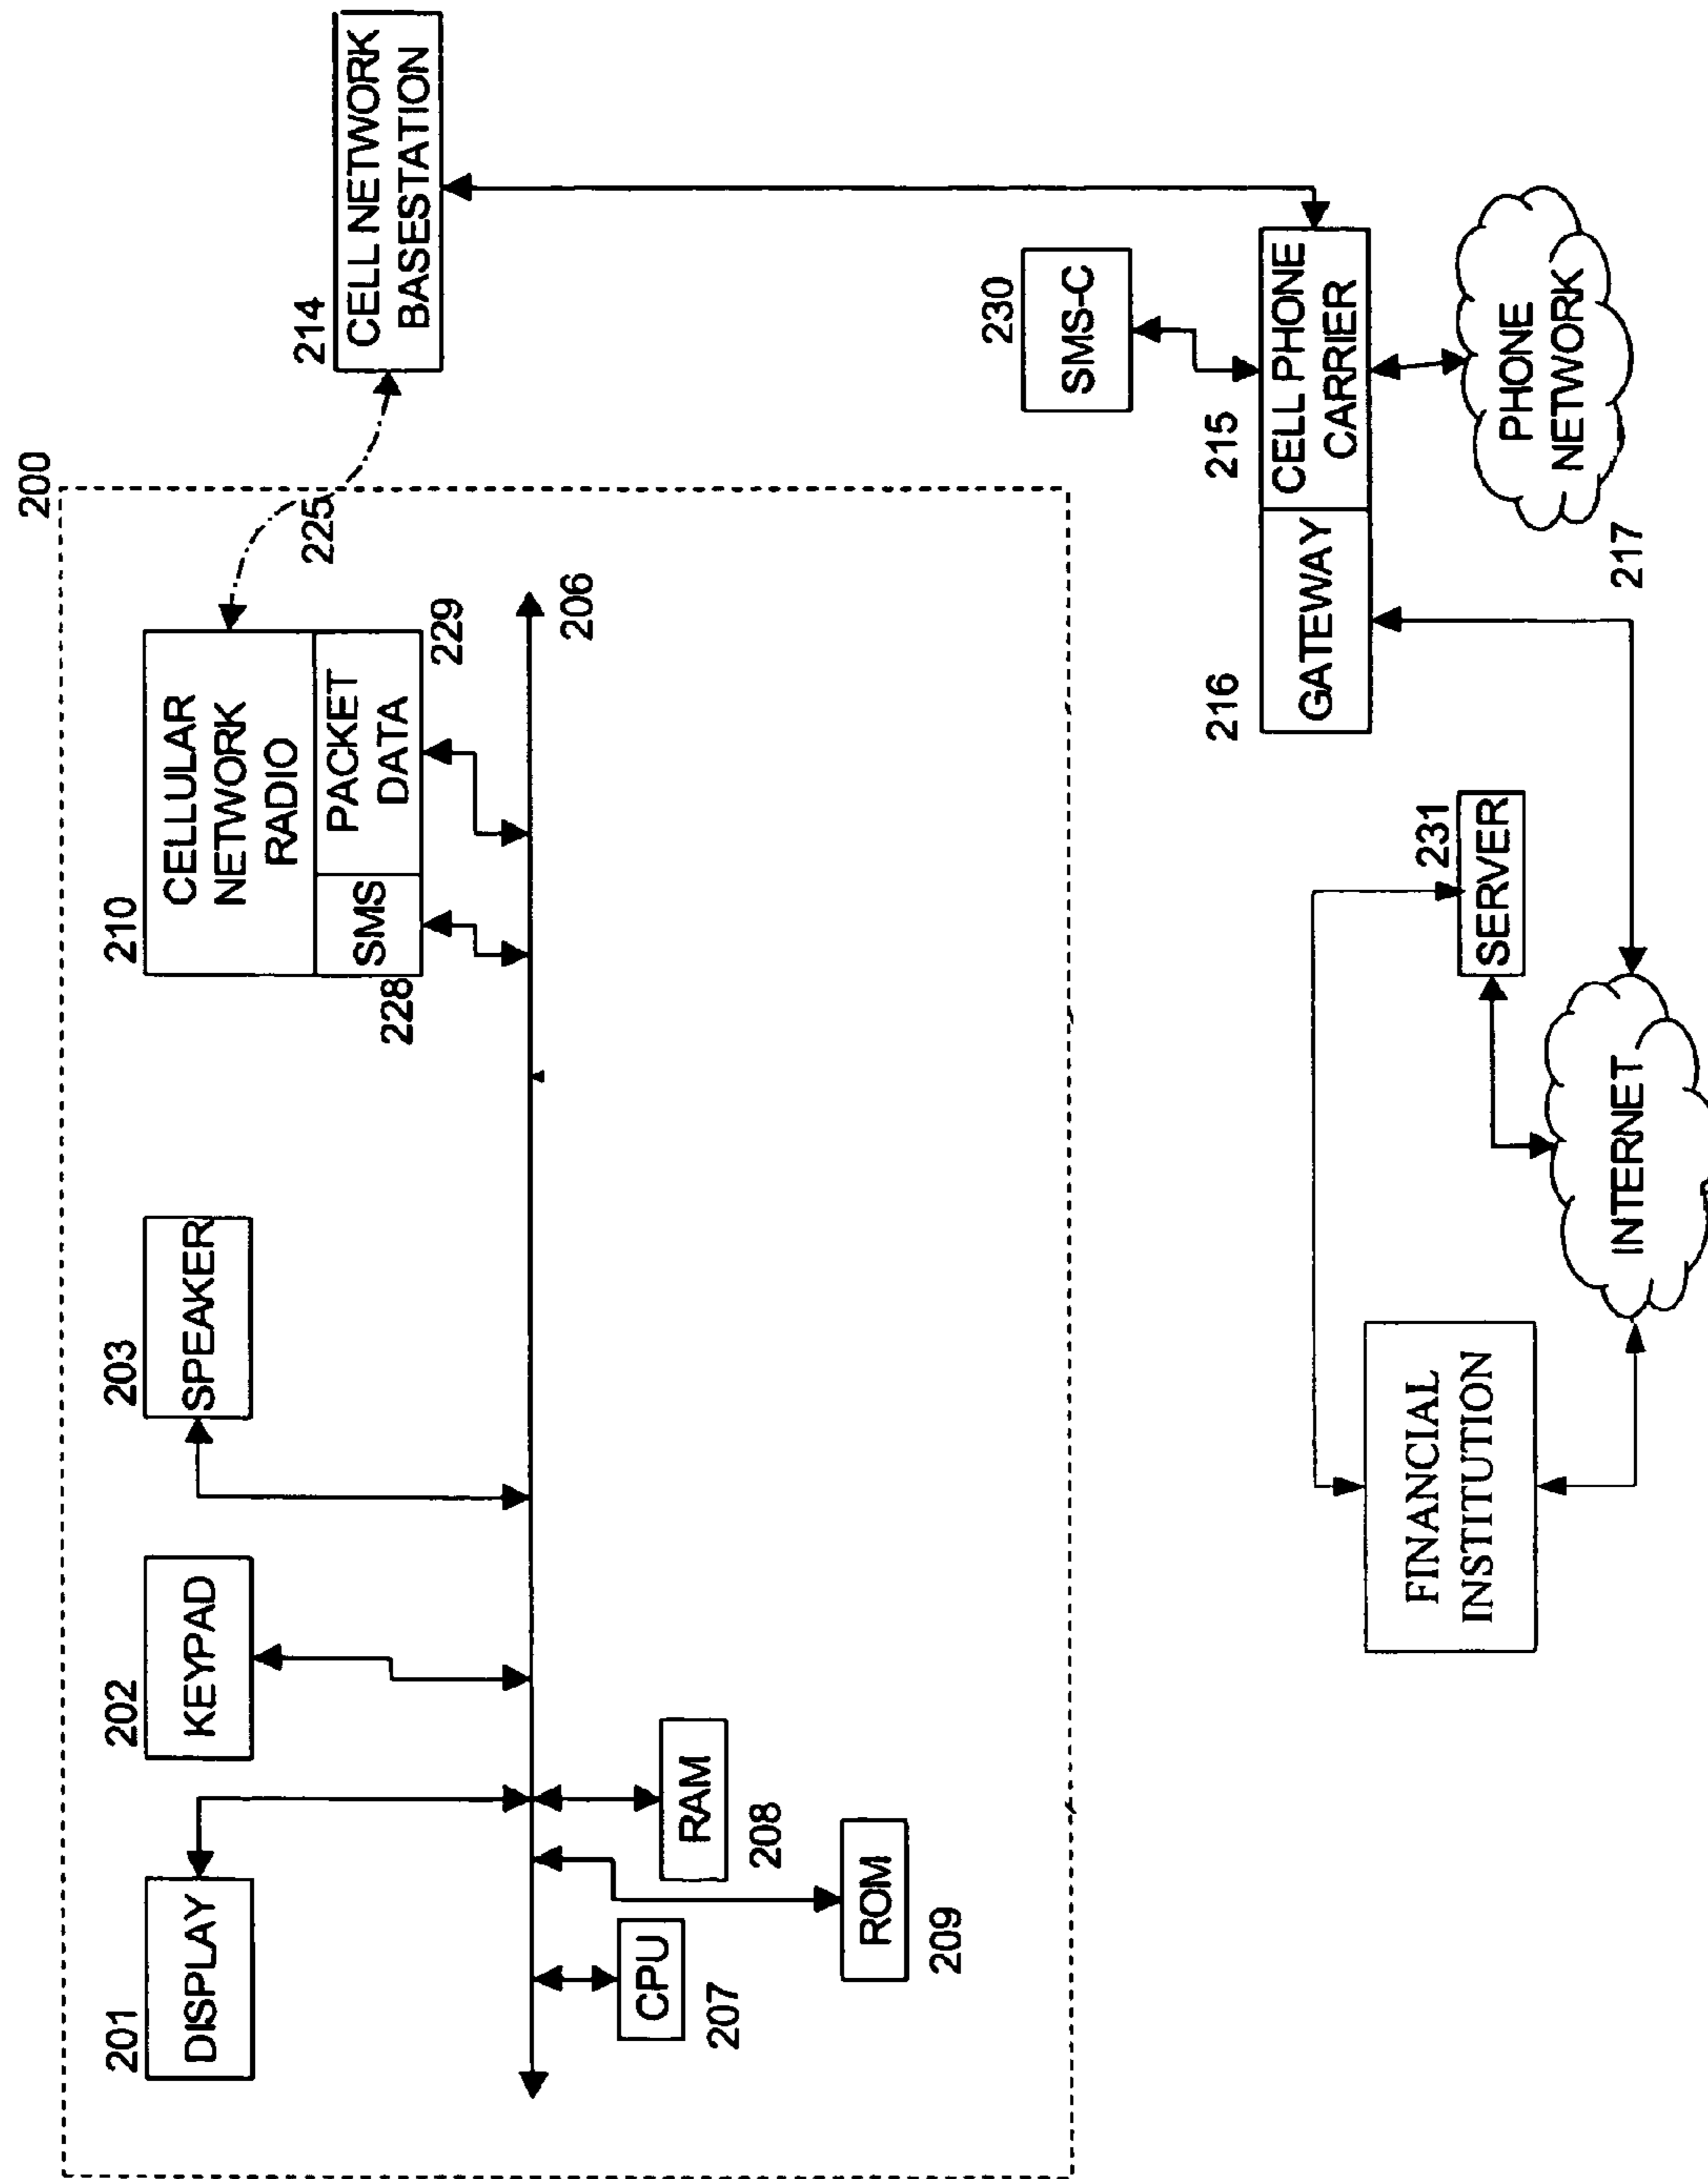 200
201
DISPLAY
202
KEYPAD
203
SPEAKER
210
CELLULAR
NETWORK
RADIO
228
SMS
PACKET
DATA
229
225
206
CPU
207
RAM
208
ROM
209
214
CELL NETWORK
BASESTATION
230
SMS-C
216
GATEWAY
215
CELL PHONE
CARRIER
PHONE
NETWORK
217
231
SERVER
INTERNET
FINANCIAL
INSTITUTION